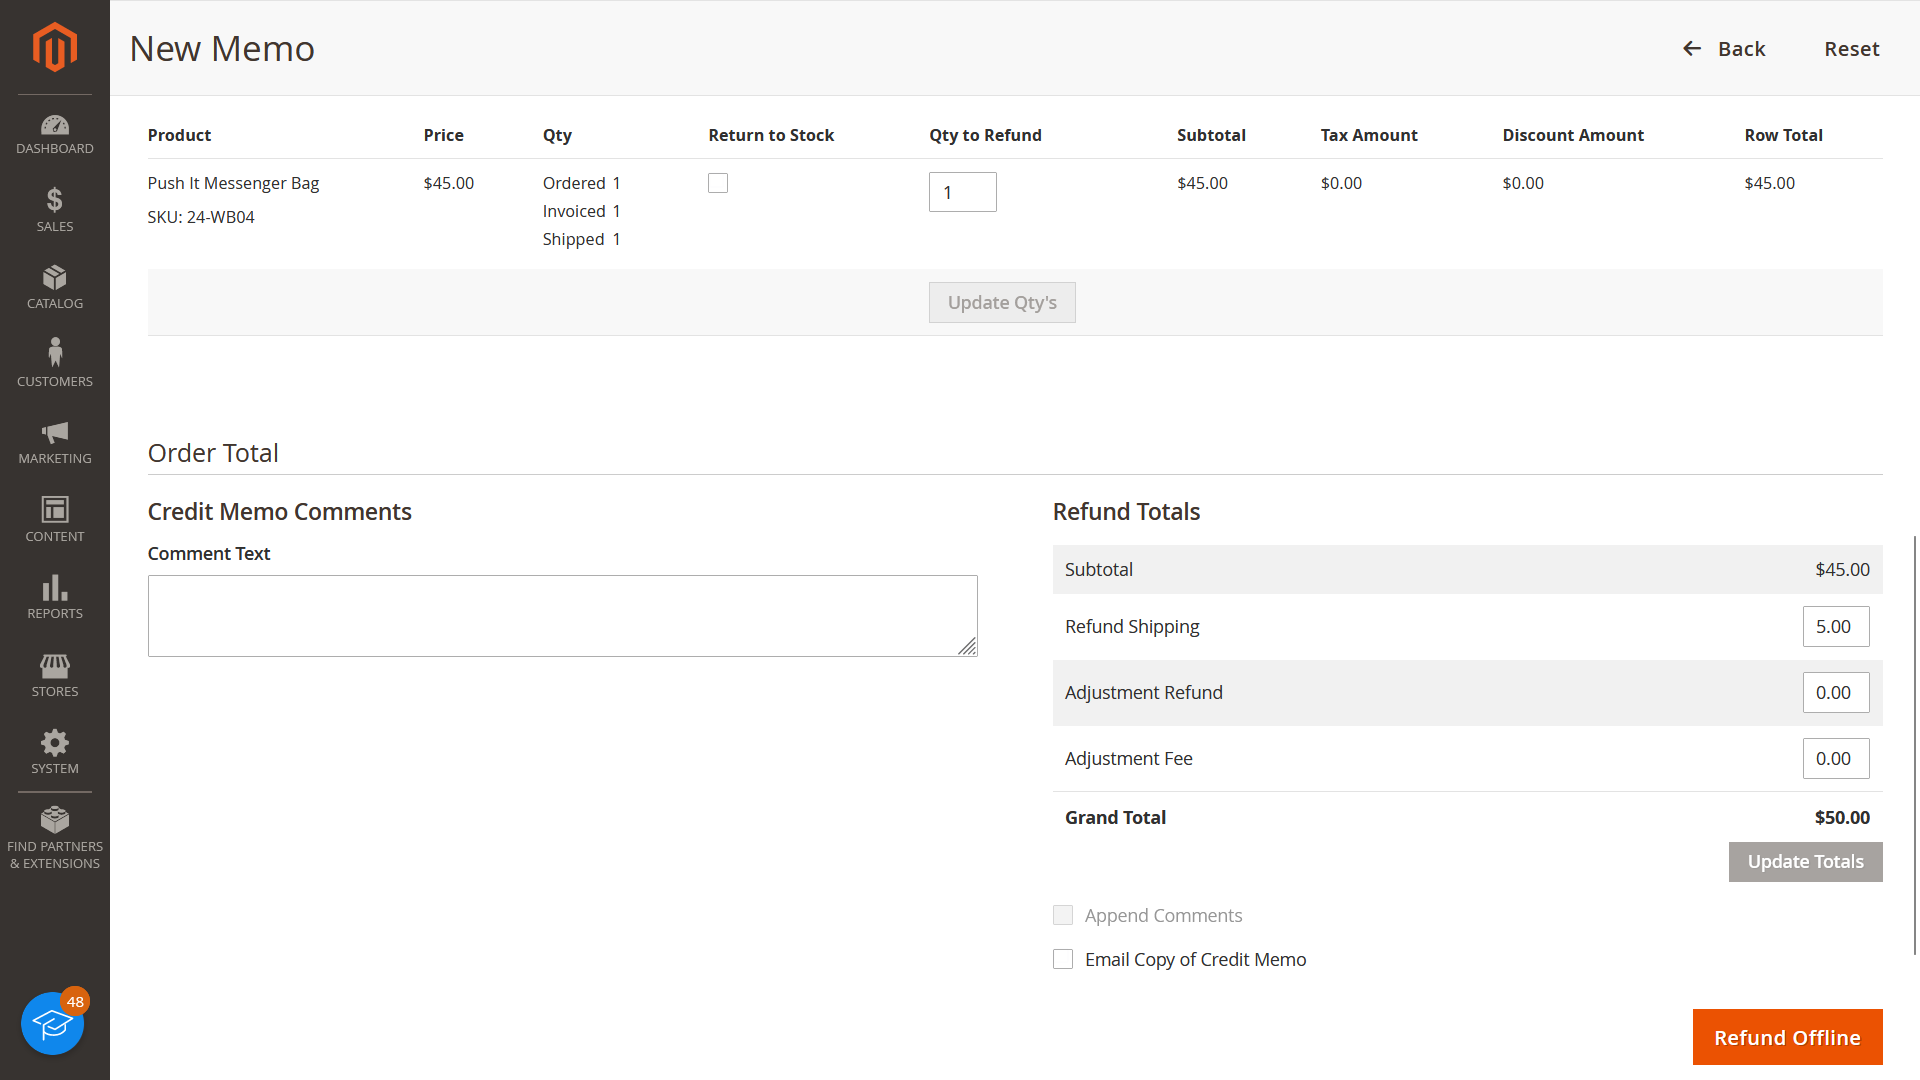 New Memo
Back
Reset
DASHBOARD
SALES
CATALOG
CUSTOMERS
MARKETING
CONTENT
REPORTS
STORES
SYSTEM
FIND PARTNERS
& EXTENSIONS
48
Product Price Qty Return to Stock Qty to Refund Subtotal Tax Amount Discount Amount Row Total
Push It Messenger Bag $45.00 Ordered 1 1 $45.00 $0.00 $0.00 $45.00
SKU: 24-WB04 Invoiced 1
Shipped 1
Update Qty's
Order Total
Credit Memo Comments
Comment Text
Refund Totals
Subtotal $45.00
Refund Shipping 5.00
Adjustment Refund 0.00
Adjustment Fee 0.00
Grand Total $50.00
Update Totals
Append Comments
Email Copy of Credit Memo
Refund Offline